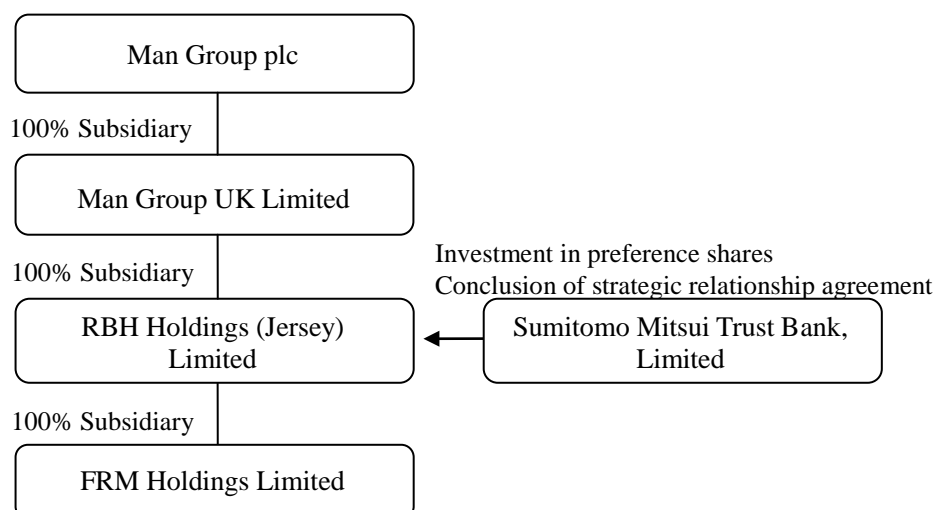 Man Group plc
100% Subsidiary
Man Group UK Limited
100% Subsidiary
Investment in preference shares
Conclusion of strategic relationship agreement
RBH Holdings (Jersey)
Limited
Sumitomo Mitsui Trust Bank,
Limited
100% Subsidiary
FRM Holdings Limited